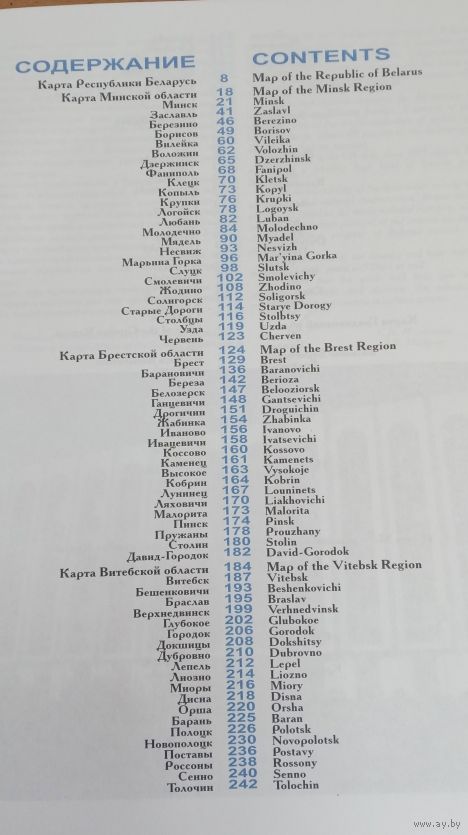 СОДЕРЖАНИЕ CONTENTS
Карта Республики Беларусь 8 Map of the Republic of Belarus
Карта Минской области 18 Map of the Minsk Region
Минск 21 Minsk
Заславль 41 Zaslavl
Березино 46 Berezino
Борисов 49 Borisov
Вилейка 60 Vileika
Воложин 62 Volozhin
Дзержинск 65 Dzerzhinsk
Фаниполь 68 Fanipol
Клецк 70 Kletsk
Копыль 73 Kopyl
Крупки 76 Krupki
Логойск 78 Logoysk
Любань 82 Luban
Молодечно 84 Molodechno
Мядель 90 Myadel
Несвиж 93 Nesvizh
Марьина Горка 96 Mar'yina Gorka
Слуцк 98 Slutsk
Смолевичи 102 Smolevichy
Жодино 108 Zhodino
Солигорск 112 Soligorsk
Старые Дороги 114 Starye Dorogy
Столбцы 116 Stolbtsy
Узда 119 Uzda
Червень 123 Cherven
Карта Брестской области 124 Map of the Brest Region
Брест 129 Brest
Барановичи 136 Baranovichi
Береза 142 Berioza
Белозерск 147 Belooziorsk
Ганцевичи 148 Gantsevichi
Дрогичин 151 Droguichin
Жабинка 154 Zhabinka
Иваново 156 Ivanovo
Ивацевичи 158 Ivatsevichi
Коссово 160 Kossovo
Каменец 161 Kamenets
Высокое 163 Vysokoje
Кобрин 164 Kobrin
Лунинец 167 Louninets
Ляховичи 170 Liakhovichi
Малорита 173 Malorita
Пинск 174 Pinsk
Пружаны 178 Prouzhany
Столин 180 Stolin
Давид-Городок 182 David-Gorodok
Карта Витебской области 184 Map of the Vitebsk Region
Витебск 187 Vitebsk
Бешенковичи 193 Beshenkovichi
Браслав 195 Braslav
Верхнедвинск 199 Verhnedvinsk
Глубокое 202 Glubokoe
Городок 206 Gorodok
Докшицы 208 Dokshitsy
Дубровно 210 Dubrovno
Лепель 212 Lepel
Лиозно 214 Liozno
Миоры 216 Miory
Дисна 218 Disna
Орша 220 Orsha
Барань 225 Baran
Полоцк 226 Polotsk
Новополоцк 230 Novopolotsk
Поставы 236 Postavy
Россоны 238 Rossony
Сенно 240 Senno
Толочин 242 Tolochin
www.ay.by